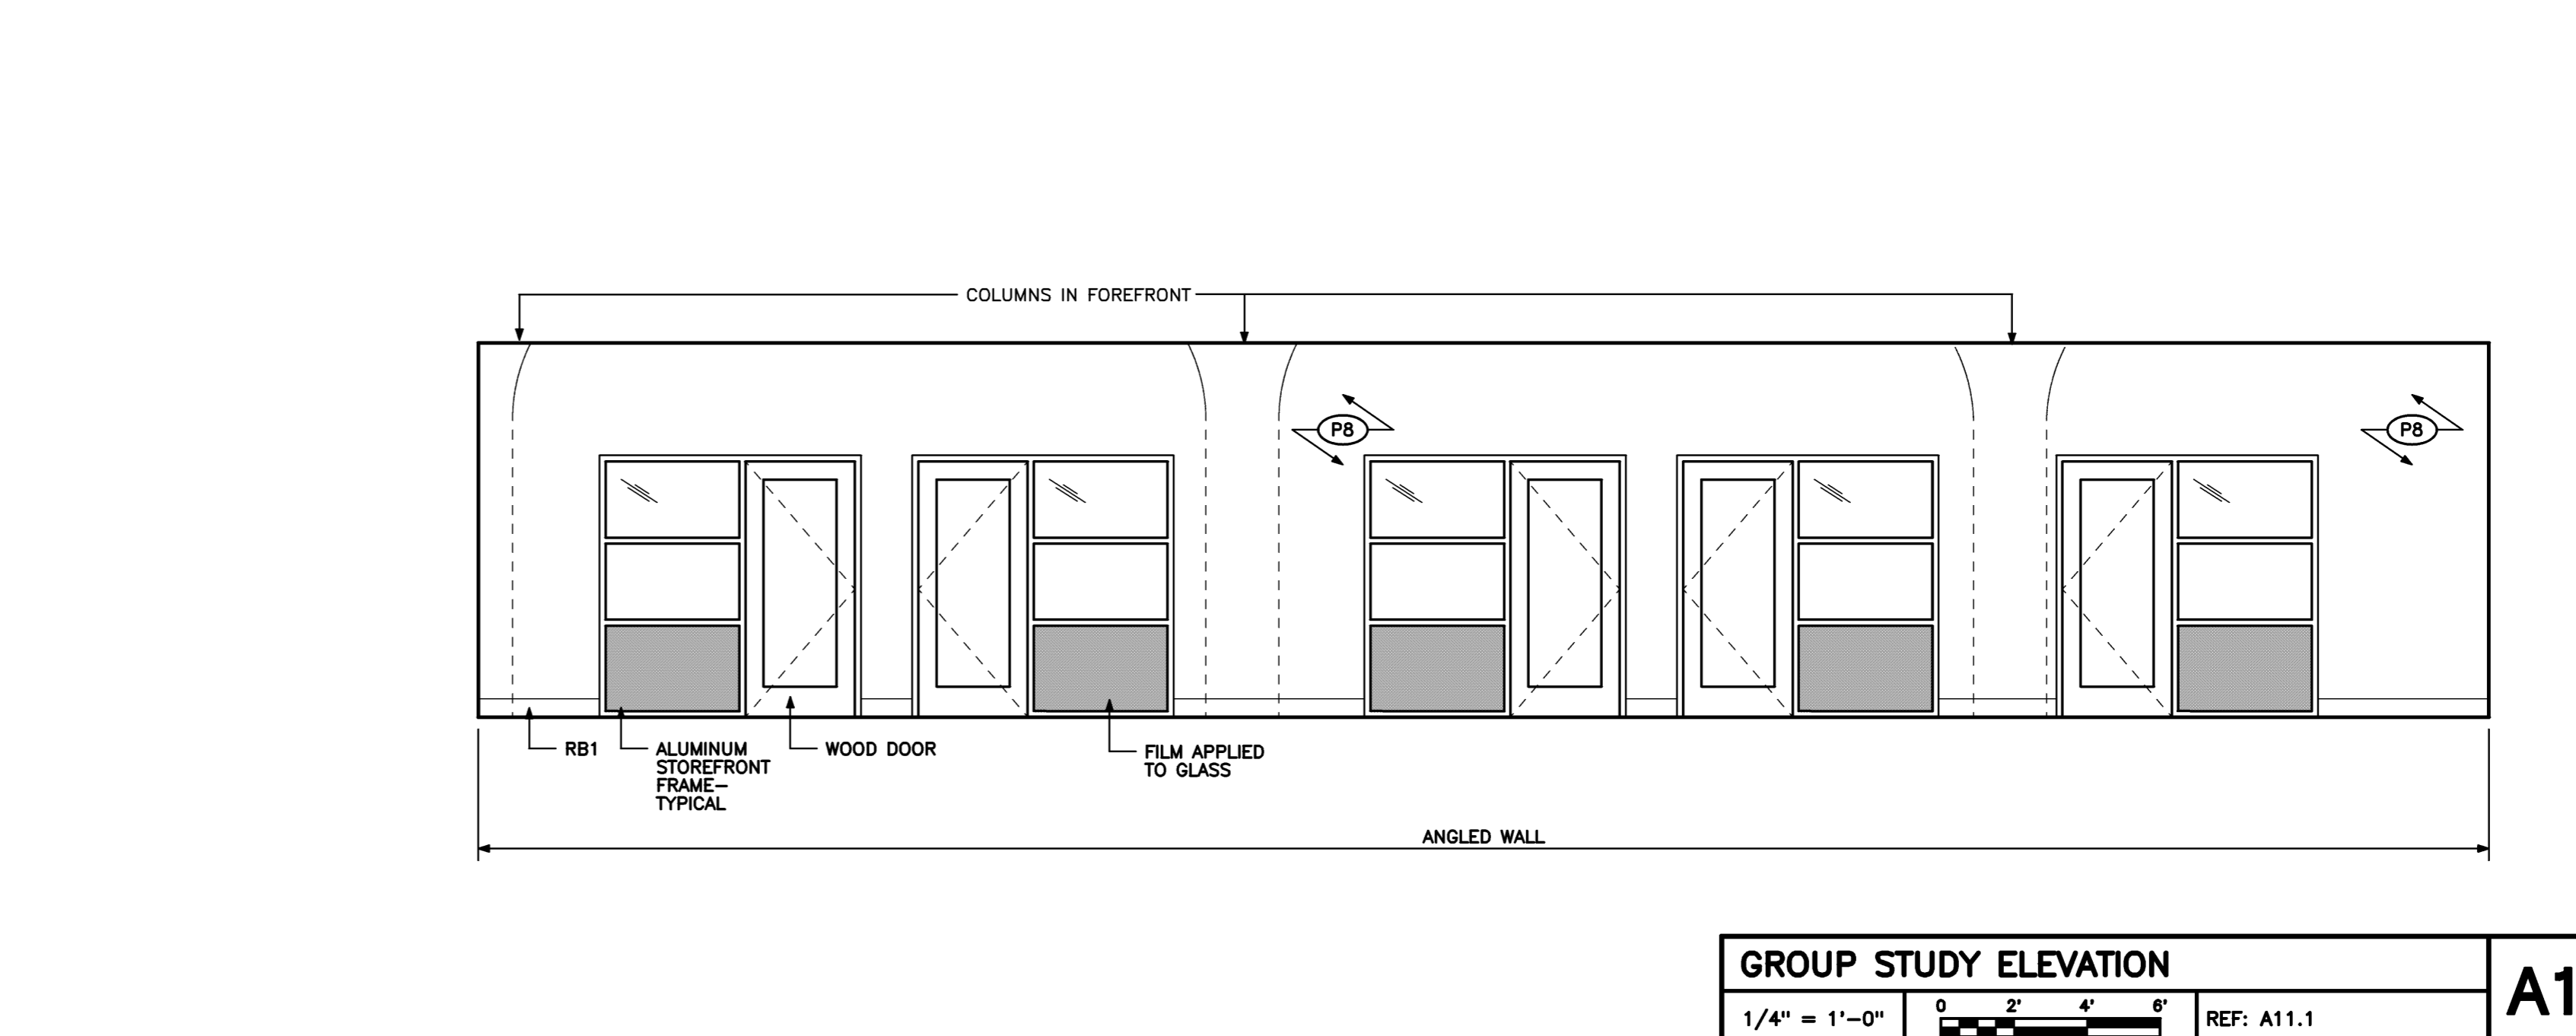 COLUMNS IN FOREFRONT
P8
P8
RB1
ALUMINUM
STOREFRONT
FRAME-
TYPICAL
WOOD DOOR
FILM APPLIED
TO GLASS
ANGLED WALL
GROUP STUDY ELEVATION
A1
1/4" = 1'-0"
0 2' 4' 6'
REF: A11.1